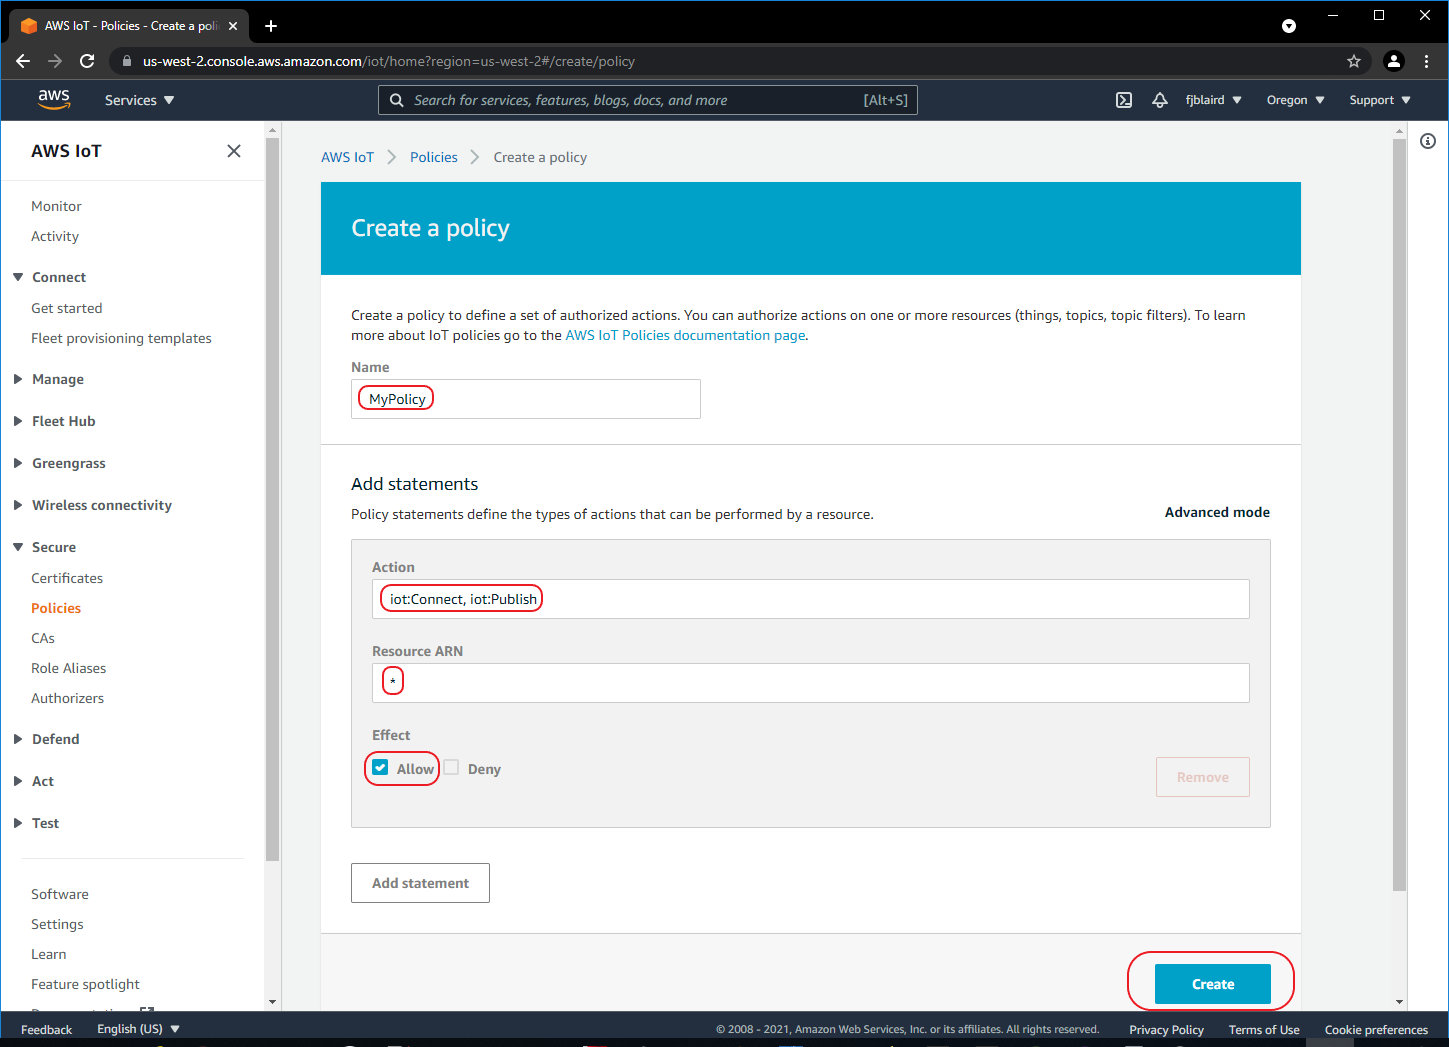 AWS IoT - Policies - Create a poli
us-west-2.console.aws.amazon.com/iot/home?region=us-west-2#/create/policy
aws Services Search for services, features, blogs, docs, and more [Alt+S] fjblaird Oregon Support
AWS IoT
Monitor
Activity
Connect
Get started
Fleet provisioning templates
Manage
Fleet Hub
Greengrass
Wireless connectivity
Secure
Certificates
Policies
CAs
Role Aliases
Authorizers
Defend
Act
Test
Software
Settings
Learn
Feature spotlight
AWS IoT Policies Create a policy
Create a policy
Create a policy to define a set of authorized actions. You can authorize actions on one or more resources (things, topics, topic filters). To learn
more about IoT policies go to the AWS IoT Policies documentation page.
Name
MyPolicy
Add statements
Policy statements define the types of actions that can be performed by a resource.
Advanced mode
Action
iot:Connect, iot:Publish
Resource ARN
*
Effect
Allow Deny
Remove
Add statement
Create
Feedback English (US) © 2008 - 2021, Amazon Web Services, Inc. or its affiliates. All rights reserved. Privacy Policy Terms of Use Cookie preferences